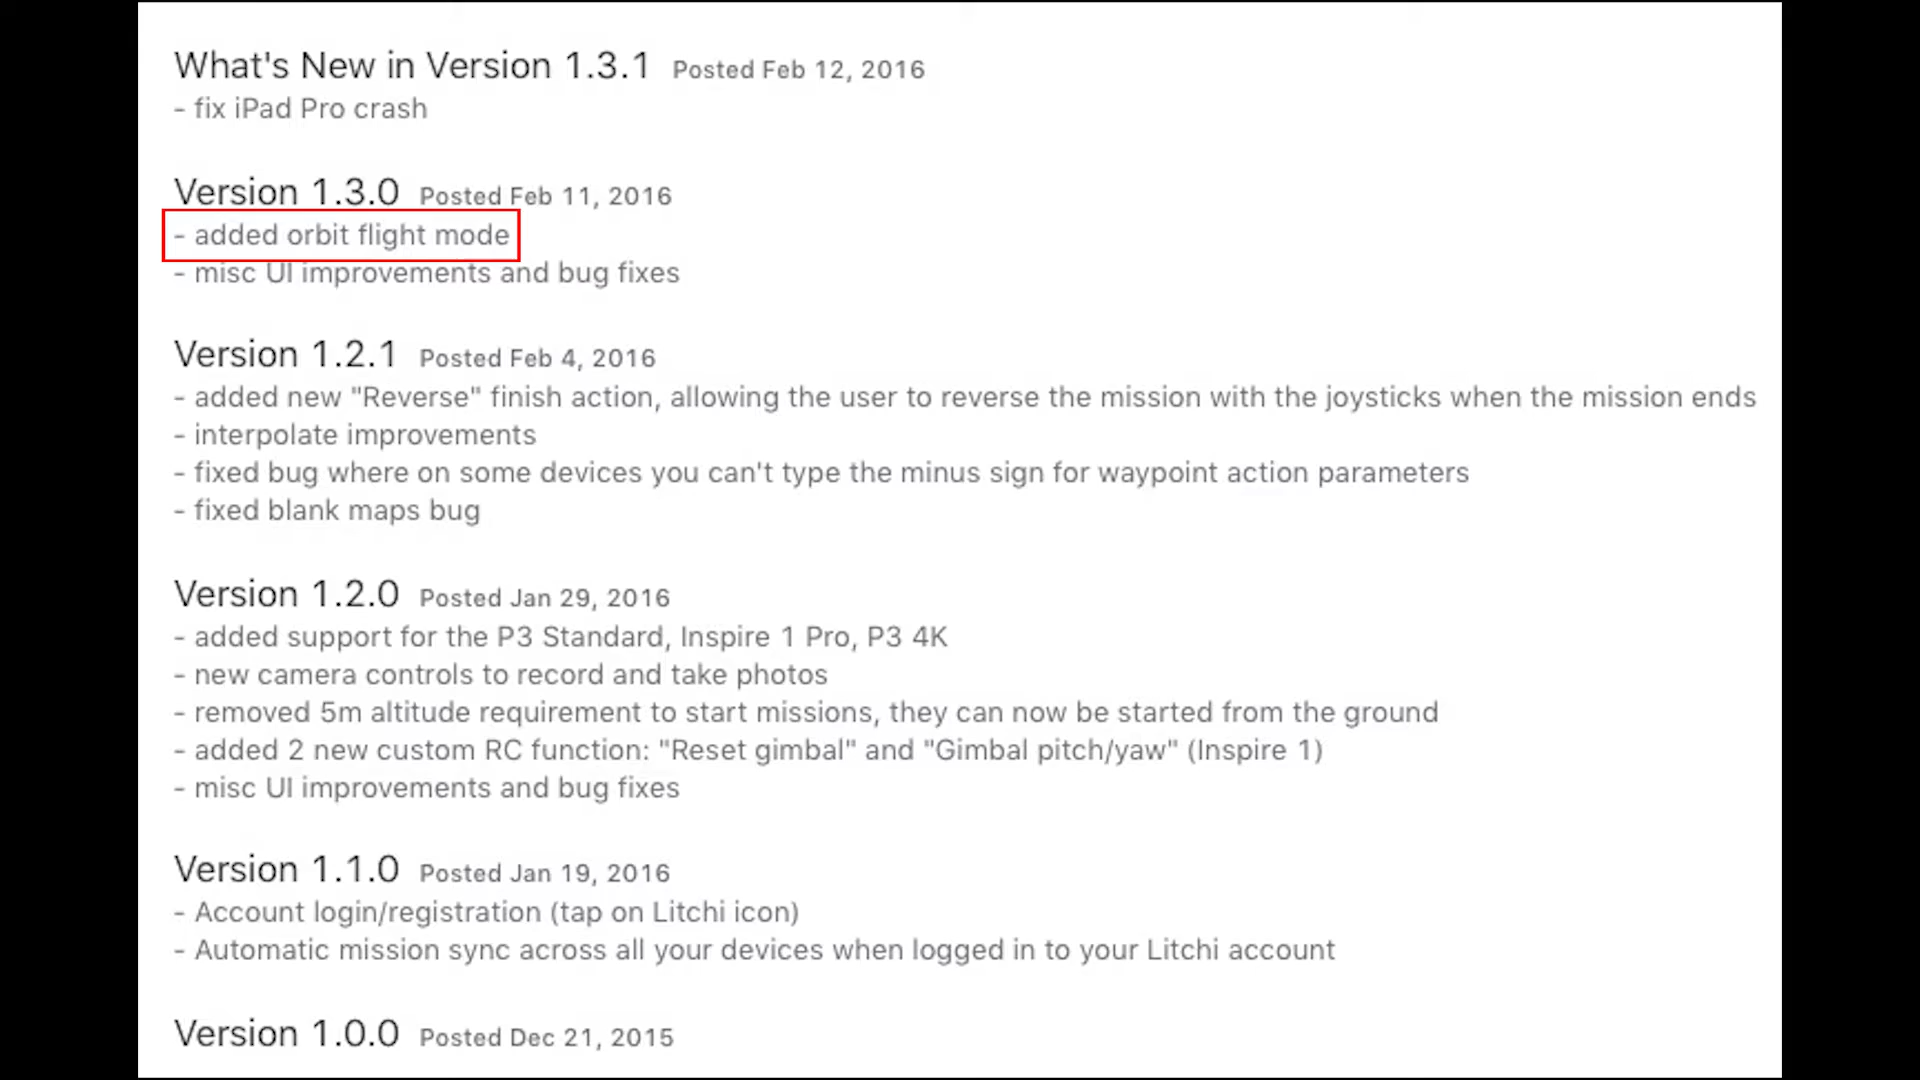 What's New in Version 1.3.1 Posted Feb 12, 2016
- fix iPad Pro crash
Version 1.3.0 Posted Feb 11, 2016
- added orbit flight mode
- misc UI improvements and bug fixes
Version 1.2.1 Posted Feb 4, 2016
- added new "Reverse" finish action, allowing the user to reverse the mission with the joysticks when the mission ends
- interpolate improvements
- fixed bug where on some devices you can't type the minus sign for waypoint action parameters
- fixed blank maps bug
Version 1.2.0 Posted Jan 29, 2016
- added support for the P3 Standard, Inspire 1 Pro, P3 4K
- new camera controls to record and take photos
- removed 5m altitude requirement to start missions, they can now be started from the ground
- added 2 new custom RC function: "Reset gimbal" and "Gimbal pitch/yaw" (Inspire 1)
- misc UI improvements and bug fixes
Version 1.1.0 Posted Jan 19, 2016
- Account login/registration (tap on Litchi icon)
- Automatic mission sync across all your devices when logged in to your Litchi account
Version 1.0.0 Posted Dec 21, 2015